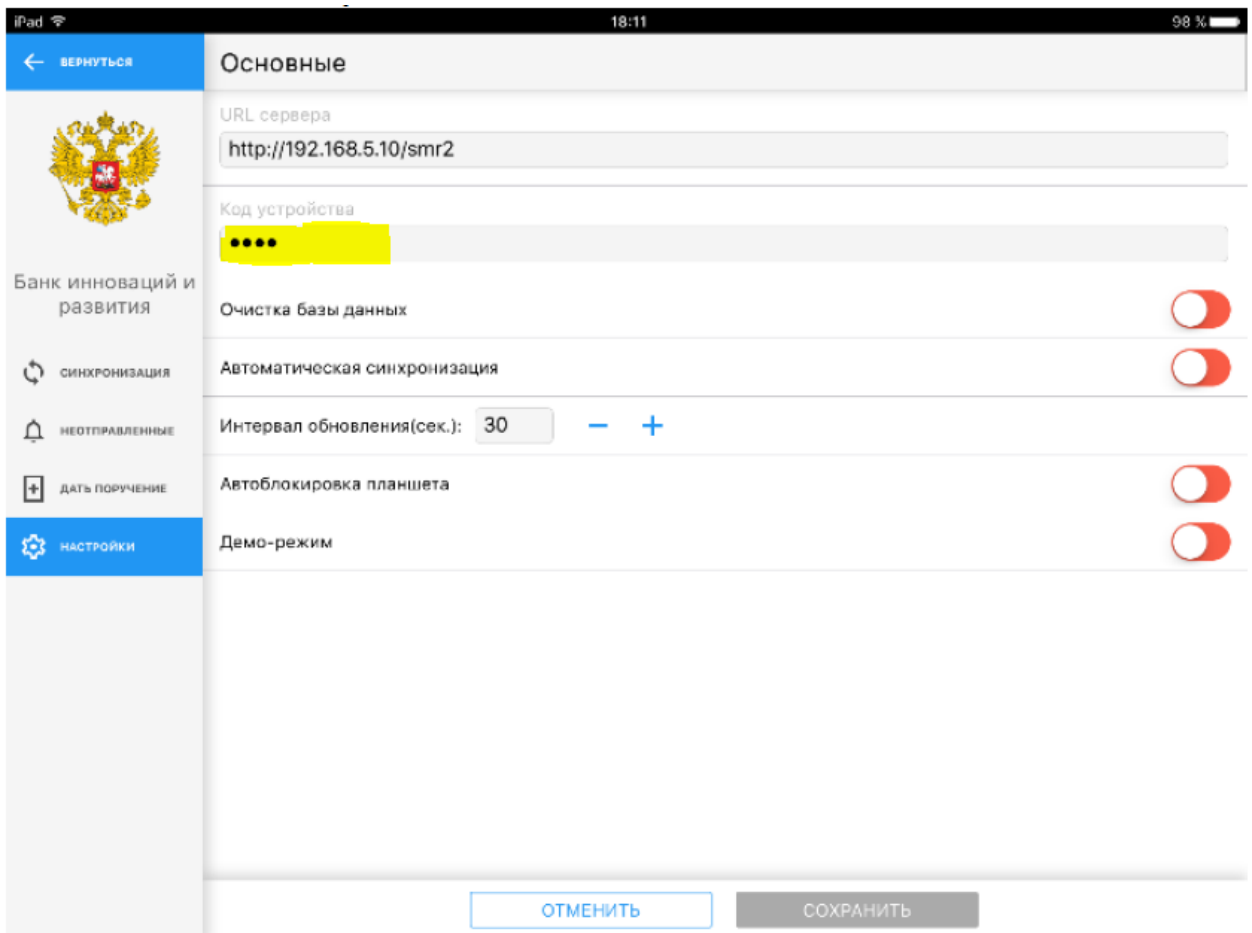 iPad 18:11 98 %
ВЕРНУТЬСЯ
Основные
URL сервера
http://192.168.5.10/smr2
Код устройства
••••
Банк инноваций и
развития
Очистка базы данных
СИНХРОНИЗАЦИЯ
Автоматическая синхронизация
НЕОТПРАВЛЕННЫЕ
Интервал обновления(сек.): 30 − +
ДАТЬ ПОРУЧЕНИЕ
Автоблокировка планшета
НАСТРОЙКИ
Демо-режим
ОТМЕНИТЬ
СОХРАНИТЬ